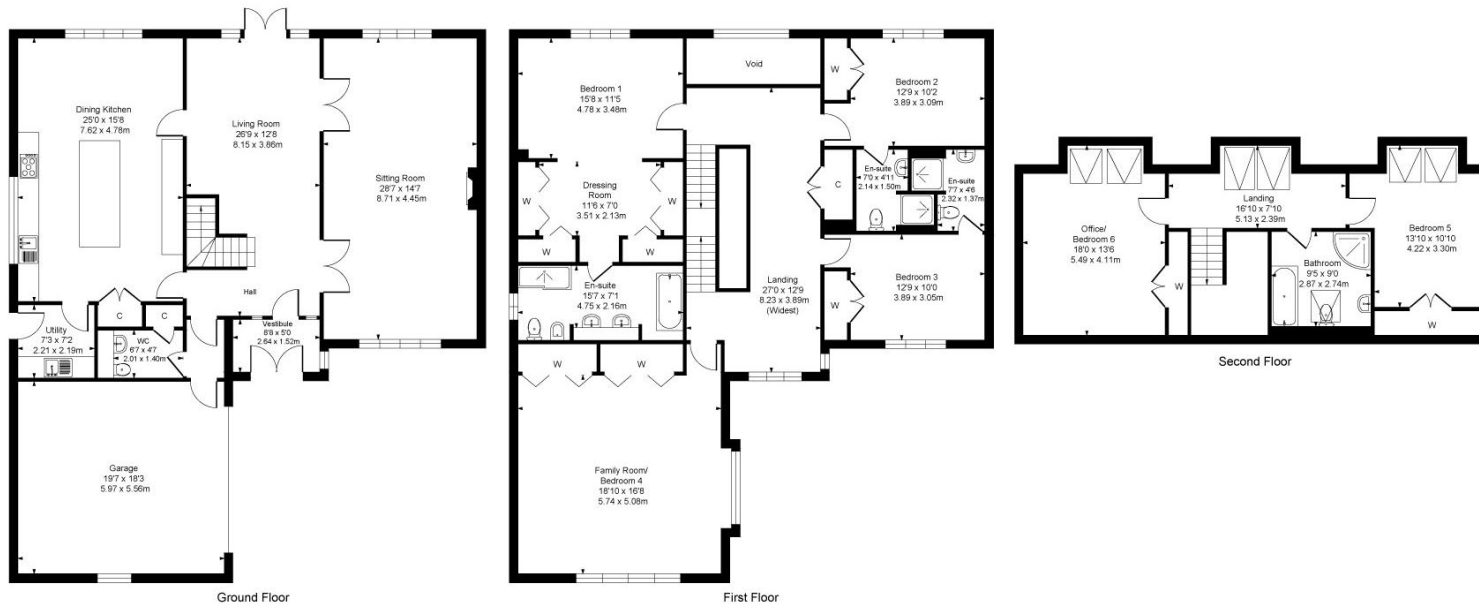 Dining Kitchen
25'0 x 15'8
7.62 x 4.78m
Living Room
26'9 x 12'8
8.15 x 3.86m
Sitting Room
28'7 x 14'7
8.71 x 4.45m
Hall
C
C
Utility
7'3 x 7'2
2.21 x 2.19m
WC
6'7 x 4'7
2.01 x 1.40m
Vestibule
8'8 x 5'0
2.64 x 1.52m
Garage
19'7 x 18'3
5.97 x 5.56m
Ground Floor
Bedroom 1
15'8 x 11'5
4.78 x 3.48m
Void
W
Bedroom 2
12'9 x 10'2
3.89 x 3.09m
W
Dressing
Room
11'6 x 7'0
3.51 x 2.13m
W
W
W
C
En-suite
7'0 x 4'11
2.14 x 1.50m
En-suite
7'7 x 4'6
2.32 x 1.37m
En-suite
15'7 x 7'1
4.75 x 2.16m
Landing
27'0 x 12'9
8.23 x 3.89m
(Widest)
W
Bedroom 3
12'9 x 10'0
3.89 x 3.05m
W
W
Family Room/
Bedroom 4
18'10 x 16'8
5.74 x 5.08m
First Floor
Office/
Bedroom 6
18'0 x 13'6
5.49 x 4.11m
W
Landing
16'10 x 7'10
5.13 x 2.39m
Bathroom
9'5 x 9'0
2.87 x 2.74m
Bedroom 5
13'10 x 10'10
4.22 x 3.30m
W
Second Floor